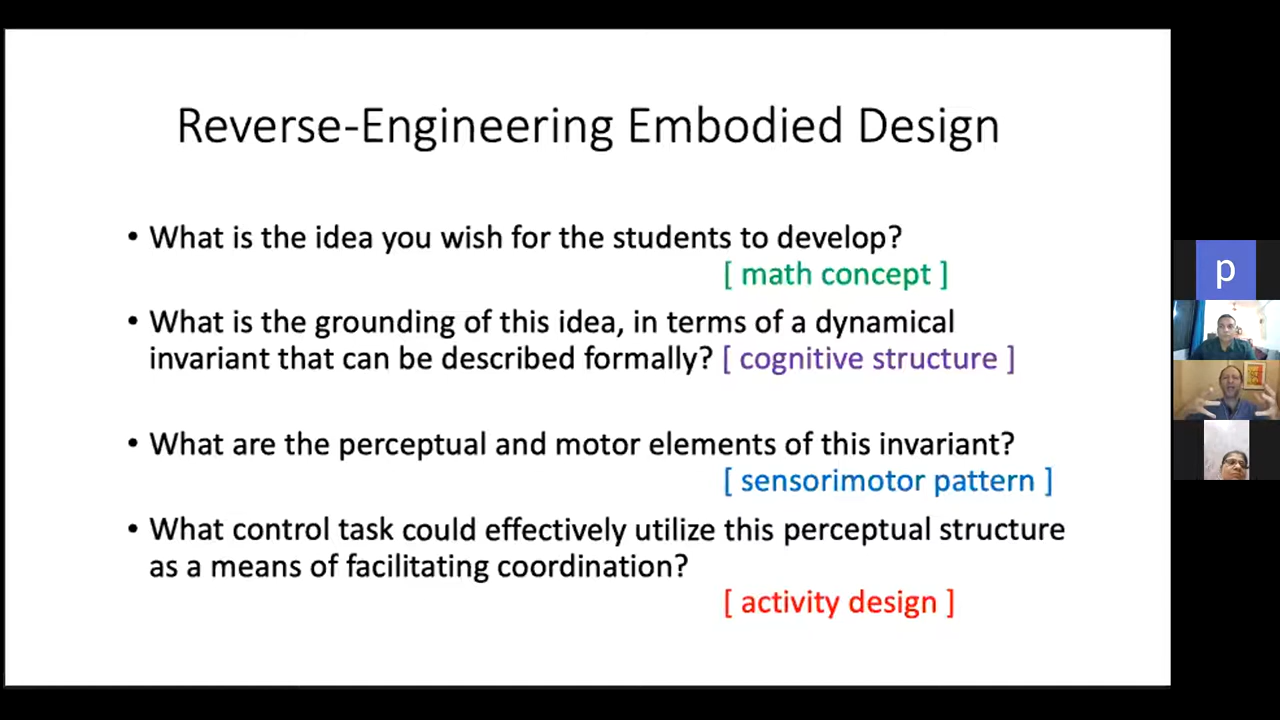 Reverse-Engineering Embodied Design
• What is the idea you wish for the students to develop?
[ math concept ]
• What is the grounding of this idea, in terms of a dynamical
invariant that can be described formally? [ cognitive structure ]
• What are the perceptual and motor elements of this invariant?
[ sensorimotor pattern ]
• What control task could effectively utilize this perceptual structure
as a means of facilitating coordination?
[ activity design ]
p